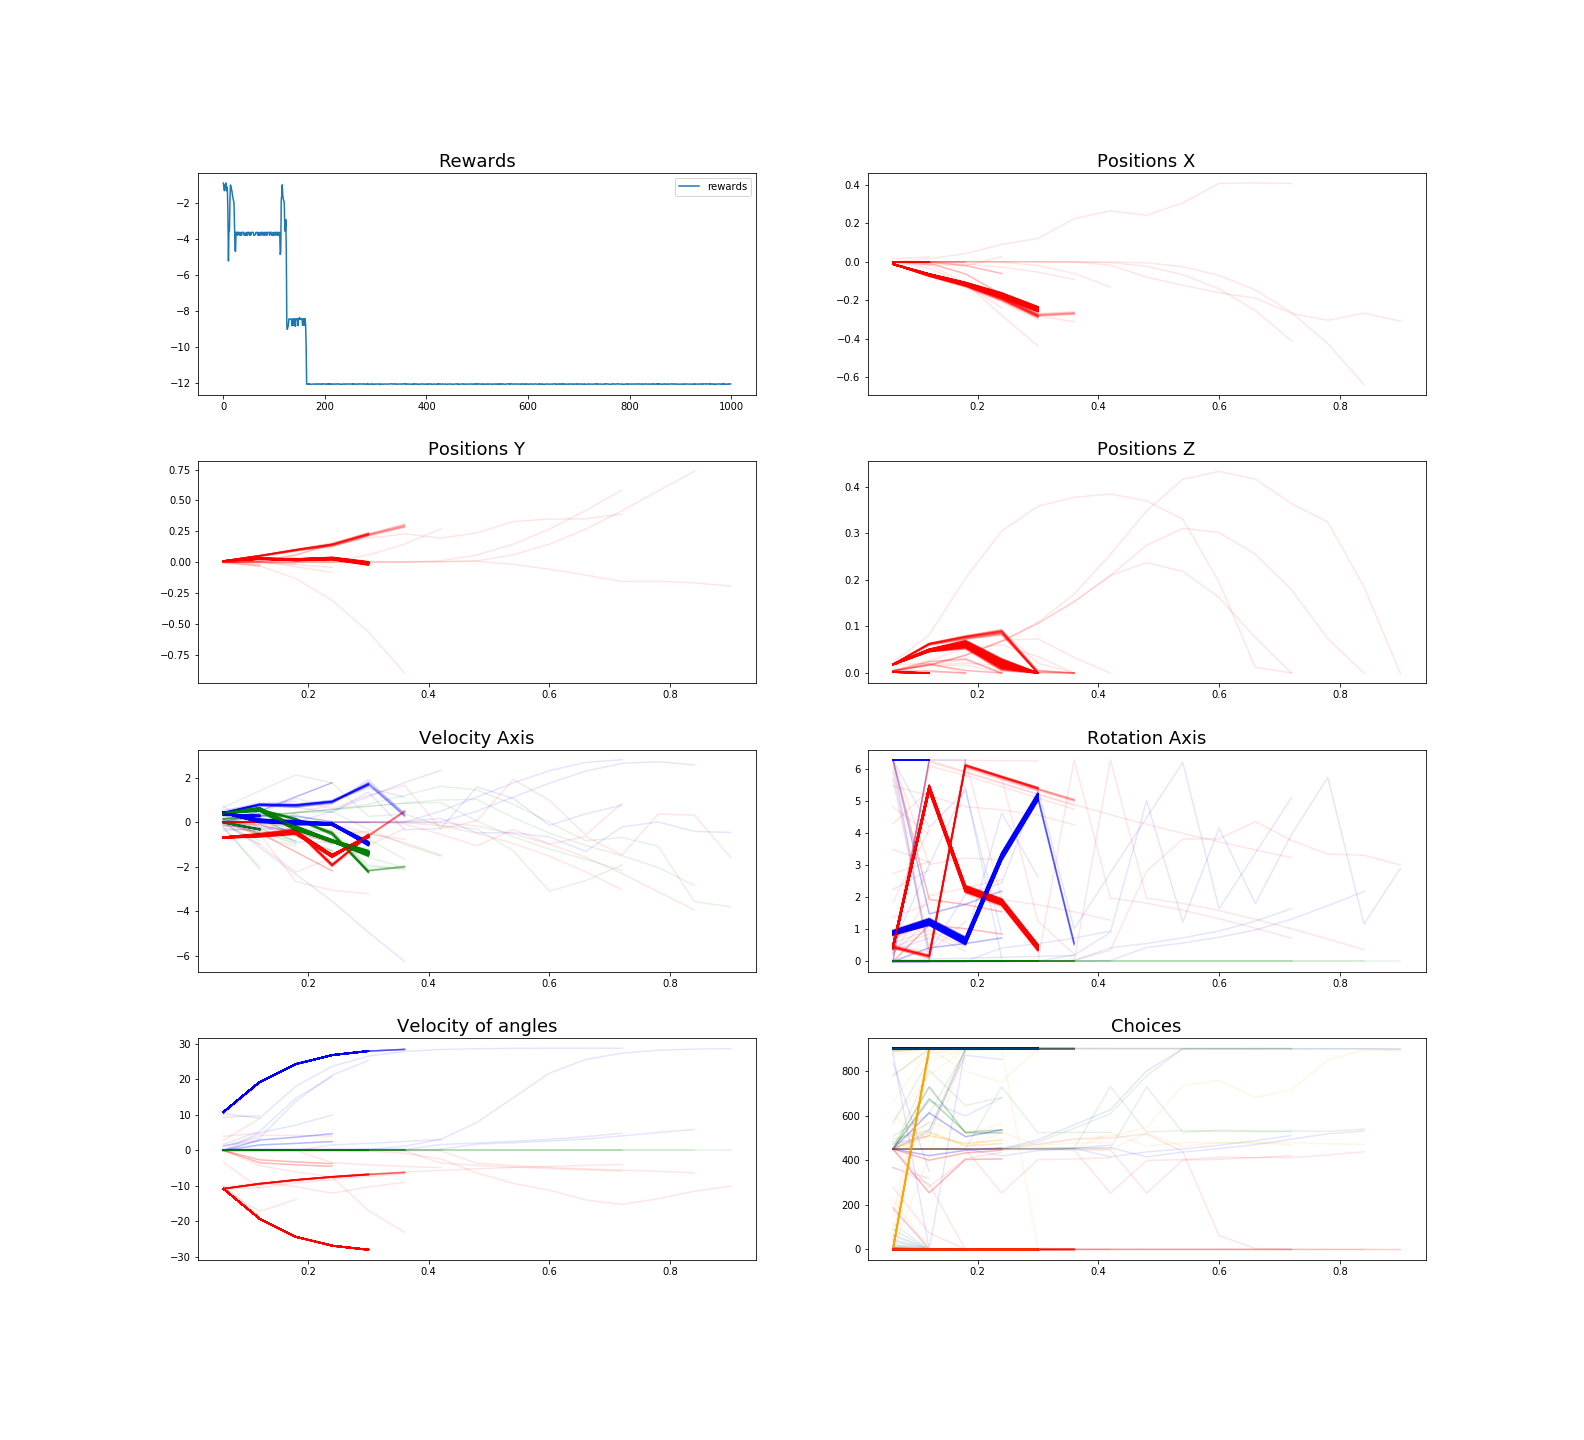 Rewards
rewards
−2
−4
−6
−8
−10
−12
0 200 400 600 800 1000
Positions X
0.4
0.2
0.0
−0.2
−0.4
−0.6
0.2 0.4 0.6 0.8
Positions Y
0.75
0.50
0.25
0.00
−0.25
−0.50
−0.75
0.2 0.4 0.6 0.8
Positions Z
0.4
0.3
0.2
0.1
0.0
0.2 0.4 0.6 0.8
Velocity Axis
2
0
−2
−4
−6
0.2 0.4 0.6 0.8
Rotation Axis
6
5
4
3
2
1
0
0.2 0.4 0.6 0.8
Velocity of angles
30
20
10
0
−10
−20
−30
0.2 0.4 0.6 0.8
Choices
800
600
400
200
0
0.2 0.4 0.6 0.8